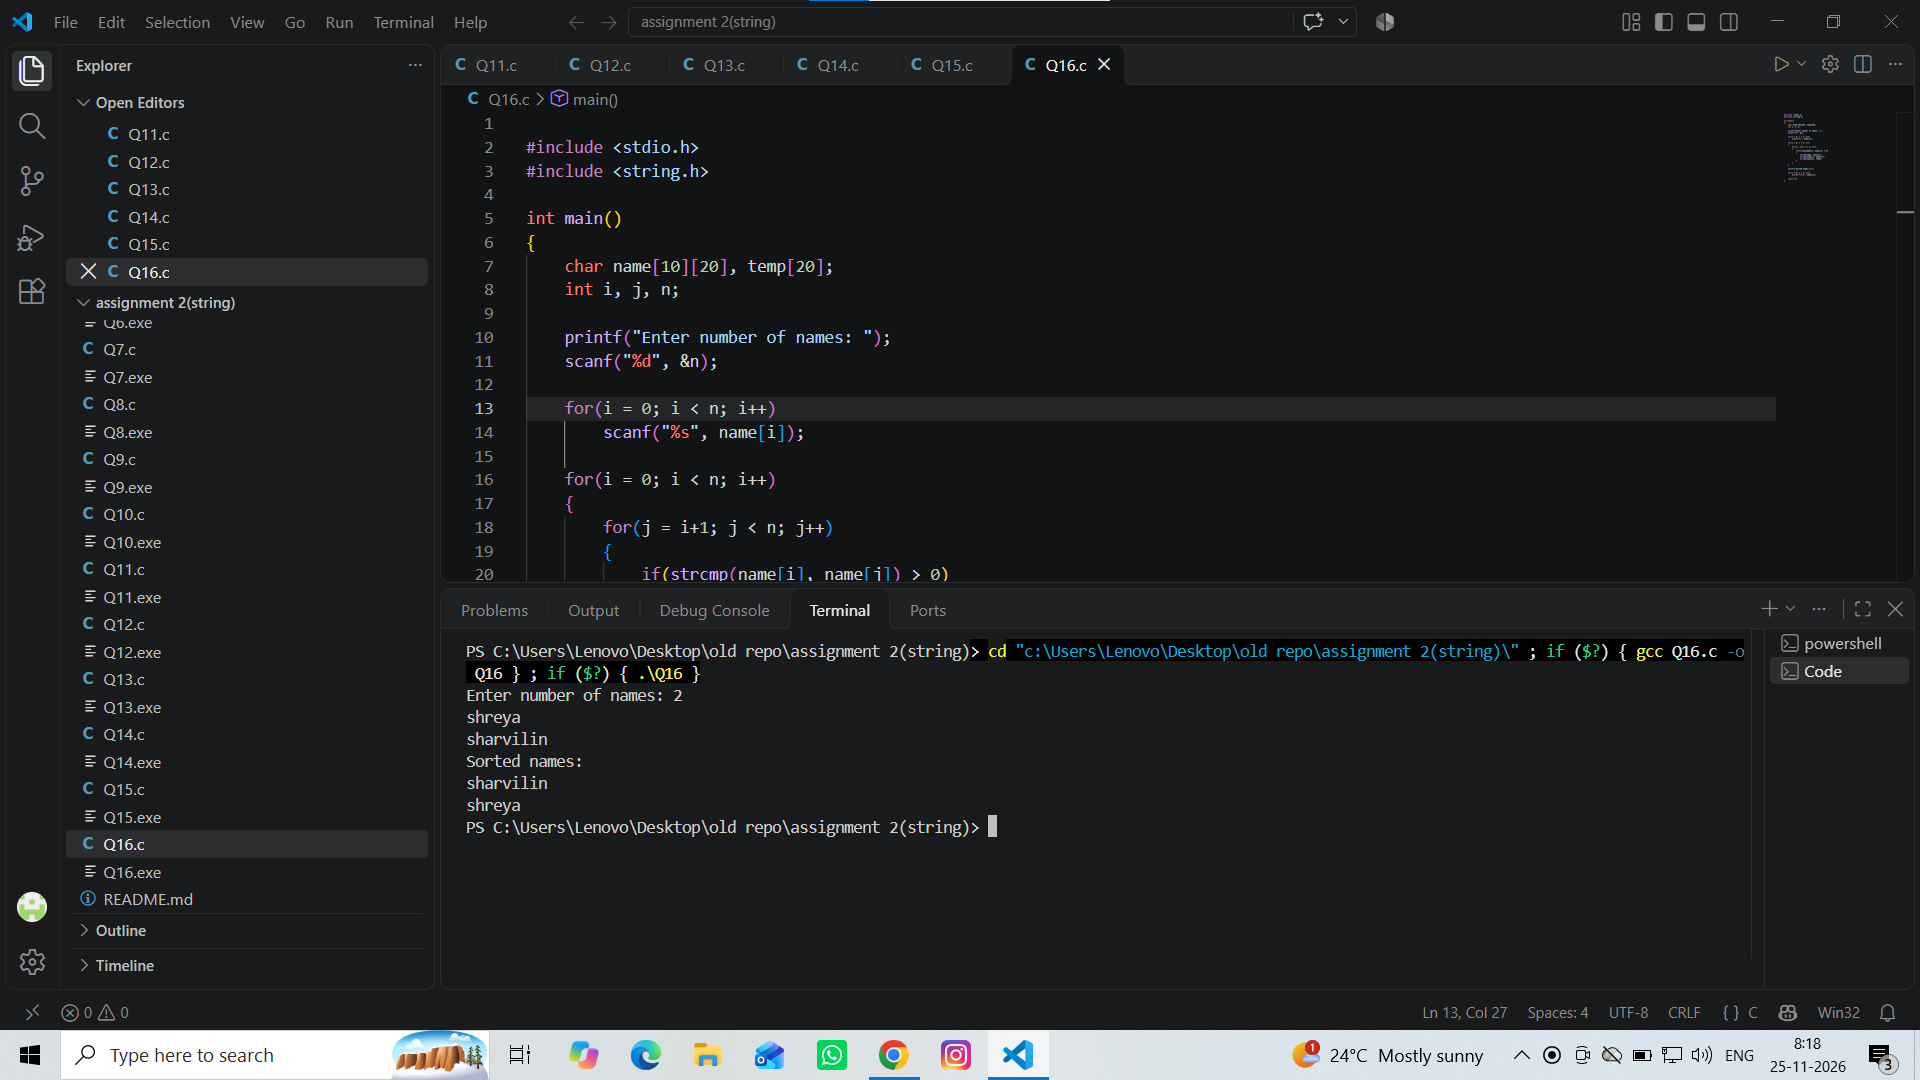 File Edit Selection View Go Run Terminal Help
assignment 2(string)
Explorer
Open Editors
C Q11.c
C Q12.c
C Q13.c
C Q14.c
C Q15.c
C Q16.c
assignment 2(string)
Q6.exe
C Q7.c
Q7.exe
C Q8.c
Q8.exe
C Q9.c
Q9.exe
C Q10.c
Q10.exe
C Q11.c
Q11.exe
C Q12.c
Q12.exe
C Q13.c
Q13.exe
C Q14.c
Q14.exe
C Q15.c
Q15.exe
C Q16.c
Q16.exe
README.md
Outline
Timeline
C Q11.c C Q12.c C Q13.c C Q14.c C Q15.c C Q16.c
C Q16.c > main()
1
2 #include <stdio.h>
3 #include <string.h>
4
5 int main()
6 {
7 char name[10][20], temp[20];
8 int i, j, n;
9
10 printf("Enter number of names: ");
11 scanf("%d", &n);
12
13 for(i = 0; i < n; i++)
14 scanf("%s", name[i]);
15
16 for(i = 0; i < n; i++)
17 {
18 for(j = i+1; j < n; j++)
19 {
20 if(strcmp(name[i], name[j]) > 0)
Problems Output Debug Console Terminal Ports
PS C:\Users\Lenovo\Desktop\old repo\assignment 2(string)> cd "c:\Users\Lenovo\Desktop\old repo\assignment 2(string)\" ; if ($?) { gcc Q16.c -o
Q16 } ; if ($?) { .\Q16 }
Enter number of names: 2
shreya
sharvilin
Sorted names:
sharvilin
shreya
PS C:\Users\Lenovo\Desktop\old repo\assignment 2(string)>
powershell
Code
0 0
Ln 13, Col 27 Spaces: 4 UTF-8 CRLF { } C Win32
Type here to search
1 24°C Mostly sunny
ENG
8:18
25-11-2026
3